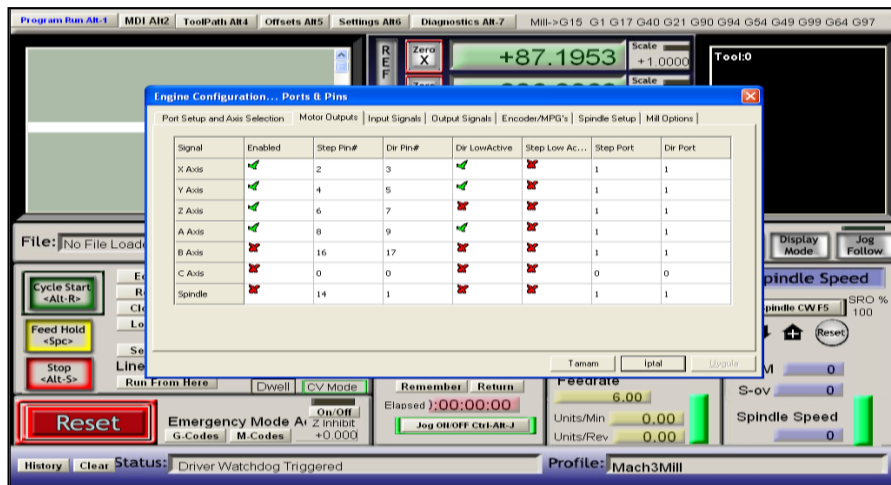 Program Run Alt-1 MDI Alt2 ToolPath Alt4 Offsets Alt5 Settings Alt6 Diagnostics Alt-7 Mill->G15 G1 G17 G40 G21 G90 G94 G54 G49 G99 G64 G97
REF
Zero X +87.1953 Scale +1.0000
Scale
Tool:0
Engine Configuration... Ports & Pins
Port Setup and Axis Selection Motor Outputs Input Signals Output Signals Encoder/MPG's Spindle Setup Mill Options
Signal Enabled Step Pin# Dir Pin# Dir LowActive Step Low Ac... Step Port Dir Port
X Axis 2 3 1 1
Y Axis 4 5 1 1
Z Axis 6 7 1 1
A Axis 8 9 1 1
B Axis 16 17 1 1
C Axis 0 0 0 0
Spindle 14 1 1 1
Tamam İptal Uygula
File: No File Loade
Display Mode Jog Follow
Cycle Start <Alt-R>
Feed Hold <Spc>
Stop <Alt-S>
Line
Run From Here Dwell CV Mode
Remember Return
Elapsed 00:00:00
Jog ON/OFF Ctrl-Alt-J
Feedrate
6.00
Units/Min 0.00
Units/Rev 0.00
pindle Speed
pindle CW F5 SRO % 100
Reset
M 0
S-ov 0
Spindle Speed
0
Reset
Emergency Mode A
G-Codes M-Codes
On/Off
Z Inhibit
+0.000
History Clear Status: Driver Watchdog Triggered Profile: Mach3Mill